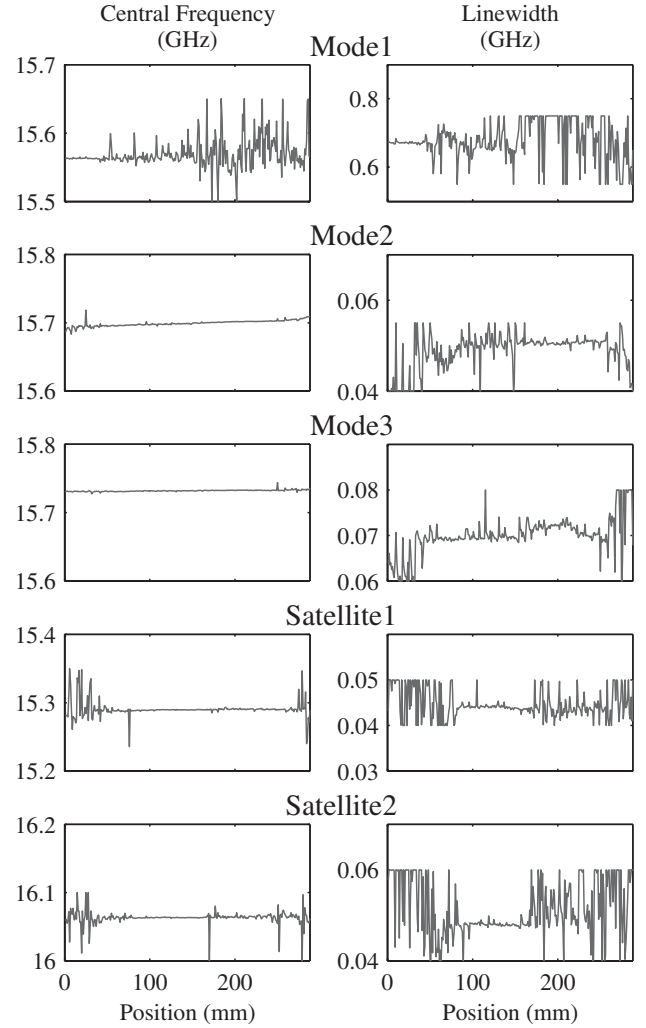 Central Frequency
(GHz)
Linewidth
(GHz)
Mode1
15.7
15.6
15.5
0.8
0.6
Mode2
15.8
15.7
15.6
0.06
0.04
Mode3
15.8
15.7
15.6
0.08
0.07
0.06
Satellite1
15.4
15.3
15.2
0.05
0.04
0.03
Satellite2
16.2
16.1
16
0.06
0.04
0 100 200
0 200
Position (mm)
Position (mm)